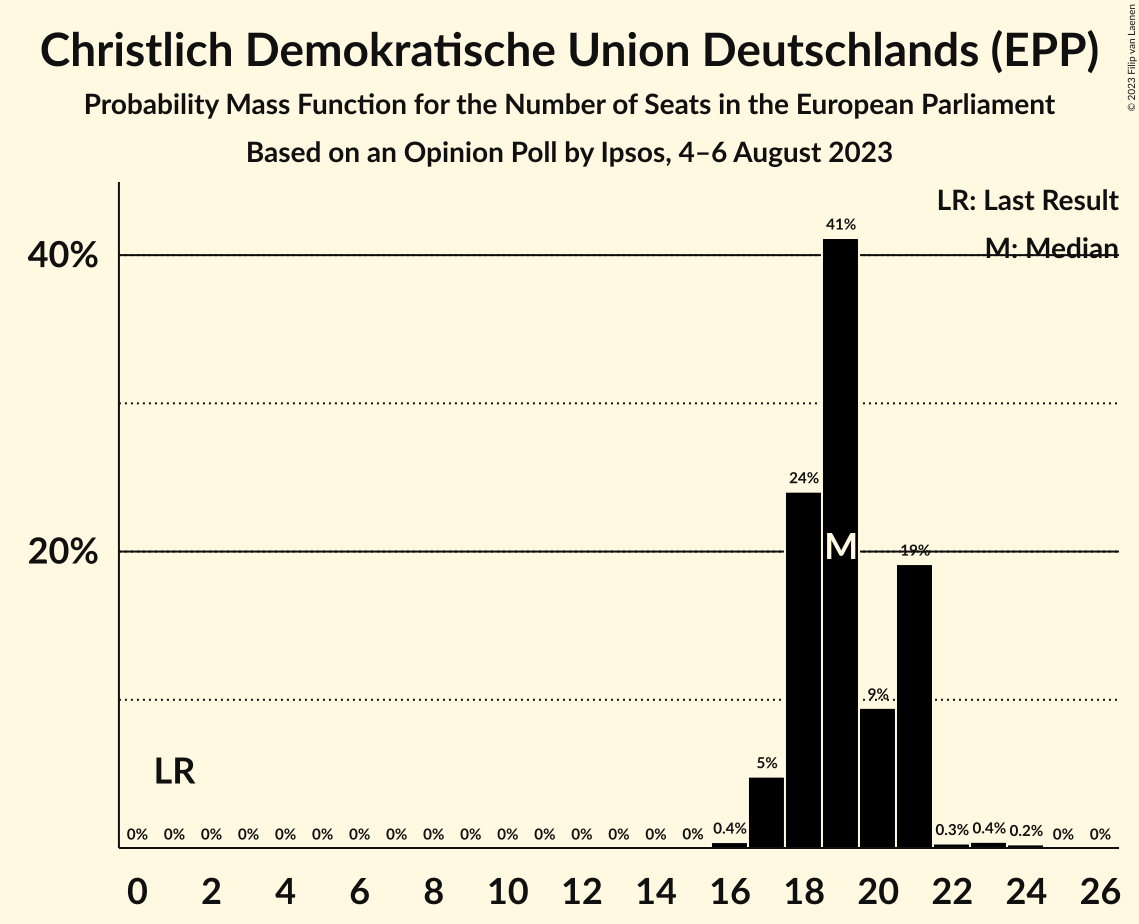 Christlich Demokratische Union Deutschlands (EPP)
Probability Mass Function for the Number of Seats in the European Parliament
Based on an Opinion Poll by Ipsos, 4–6 August 2023
© 2023 Filip van Laenen
LR: Last Result
M: Median
40%
20%
41%
24%
M
19%
9%
5%
LR
0% 0% 0% 0% 0% 0% 0% 0% 0% 0% 0% 0% 0% 0% 0% 0% 0.4% 0.3% 0.4% 0.2% 0% 0%
0 2 4 6 8 10 12 14 16 18 20 22 24 26